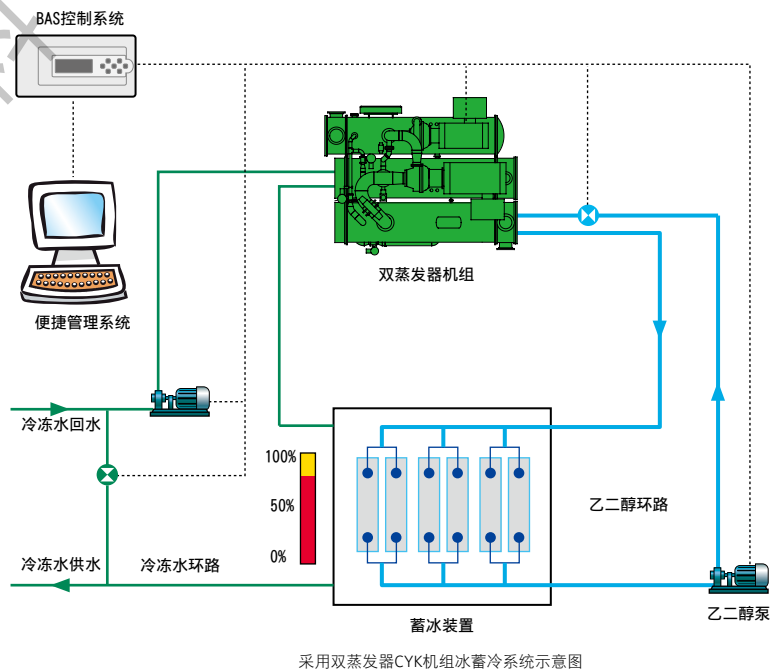 BAS控制系统
双蒸发器机组
便捷管理系统
冷冻水回水
100%
50%
0%
乙二醇环路
冷冻水供水
冷冻水环路
乙二醇泵
蓄冰装置
采用双蒸发器CYK机组冰蓄冷系统示意图